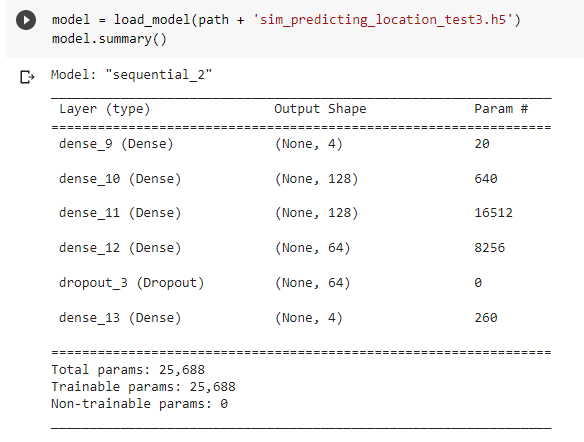 model = load_model(path + 'sim_predicting_location_test3.h5')
model.summary()
Model: "sequential_2"
Layer (type) Output Shape Param #
=================================================================
dense_9 (Dense) (None, 4) 20
dense_10 (Dense) (None, 128) 640
dense_11 (Dense) (None, 128) 16512
dense_12 (Dense) (None, 64) 8256
dropout_3 (Dropout) (None, 64) 0
dense_13 (Dense) (None, 4) 260
=================================================================
Total params: 25,688
Trainable params: 25,688
Non-trainable params: 0